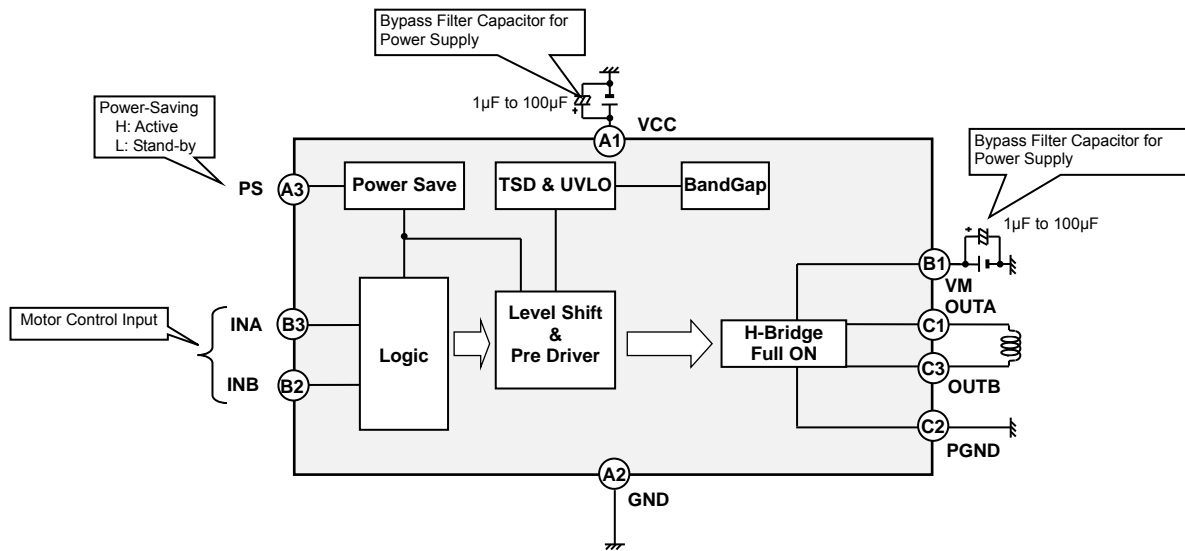 Bypass Filter Capacitor for
Power Supply
1μF to 100μF
+
VCC
A1
Power-Saving
H: Active
L: Stand-by
Bypass Filter Capacitor for
Power Supply
PS
A3
Power Save
TSD & UVLO
BandGap
+
1μF to 100μF
B1
VM
Motor Control Input
INA
B3
INB
B2
Logic
Level Shift
&
Pre Driver
H-Bridge
Full ON
OUTA
C1
C3
OUTB
C2
PGND
A2
GND